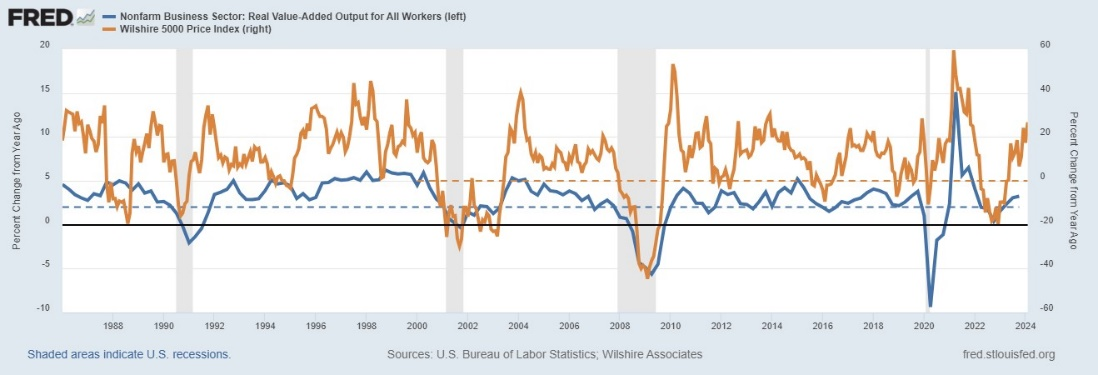 FRED
Nonfarm Business Sector: Real Value-Added Output for All Workers (left)
Wilshire 5000 Price Index (right)
20
15
10
5
0
-5
-10
Percent Change from Year Ago
60
40
20
0
-20
-40
-60
Percent Change from Year Ago
1988 1990 1992 1994 1996 1998 2000 2002 2004 2006 2008 2010 2012 2014 2016 2018 2020 2022 2024
Shaded areas indicate U.S. recessions.
Sources: U.S. Bureau of Labor Statistics; Wilshire Associates
fred.stlouisfed.org